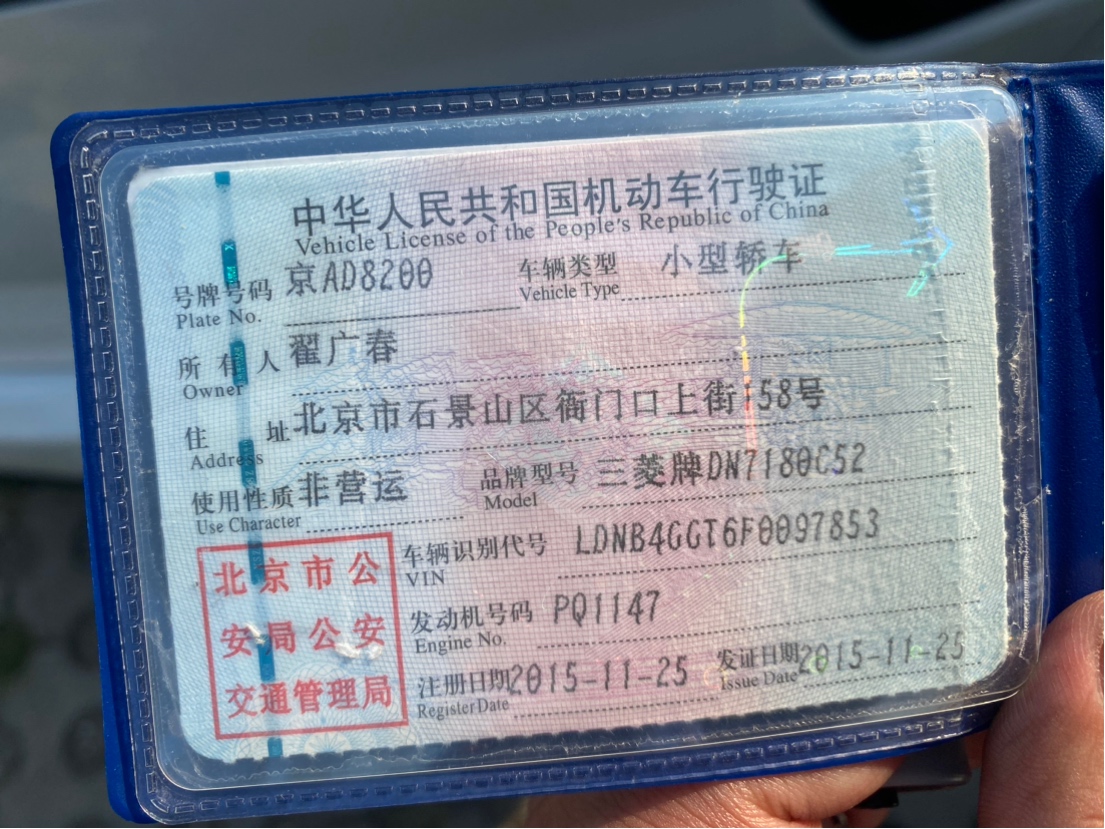 中华人民共和国机动车行驶证
Vehicle License of the People's Republic of China
号牌号码 京AD8200 车辆类型 小型轿车
Plate No. Vehicle Type
所有人 翟广春
Owner
住址 北京市石景山区衙门口上街158号
Address
使用性质 非营运 品牌型号 三菱牌DN7180C52
Use Character Model
北京市公 车辆识别代号 LDNB4GGT6F0097853
VIN
安局公安 发动机号码 PQ1147
Engine No.
交通管理局 注册日期 2015-11-25 发证日期 2015-11-25
Register Date Issue Date